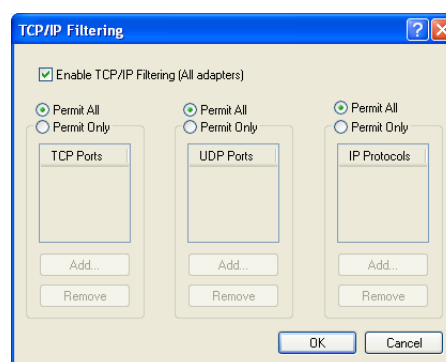 TCP/IP Filtering
Enable TCP/IP Filtering (All adapters)
Permit All Permit All Permit All
Permit Only Permit Only Permit Only
TCP Ports UDP Ports IP Protocols
Add... Add... Add...
Remove Remove Remove
OK Cancel